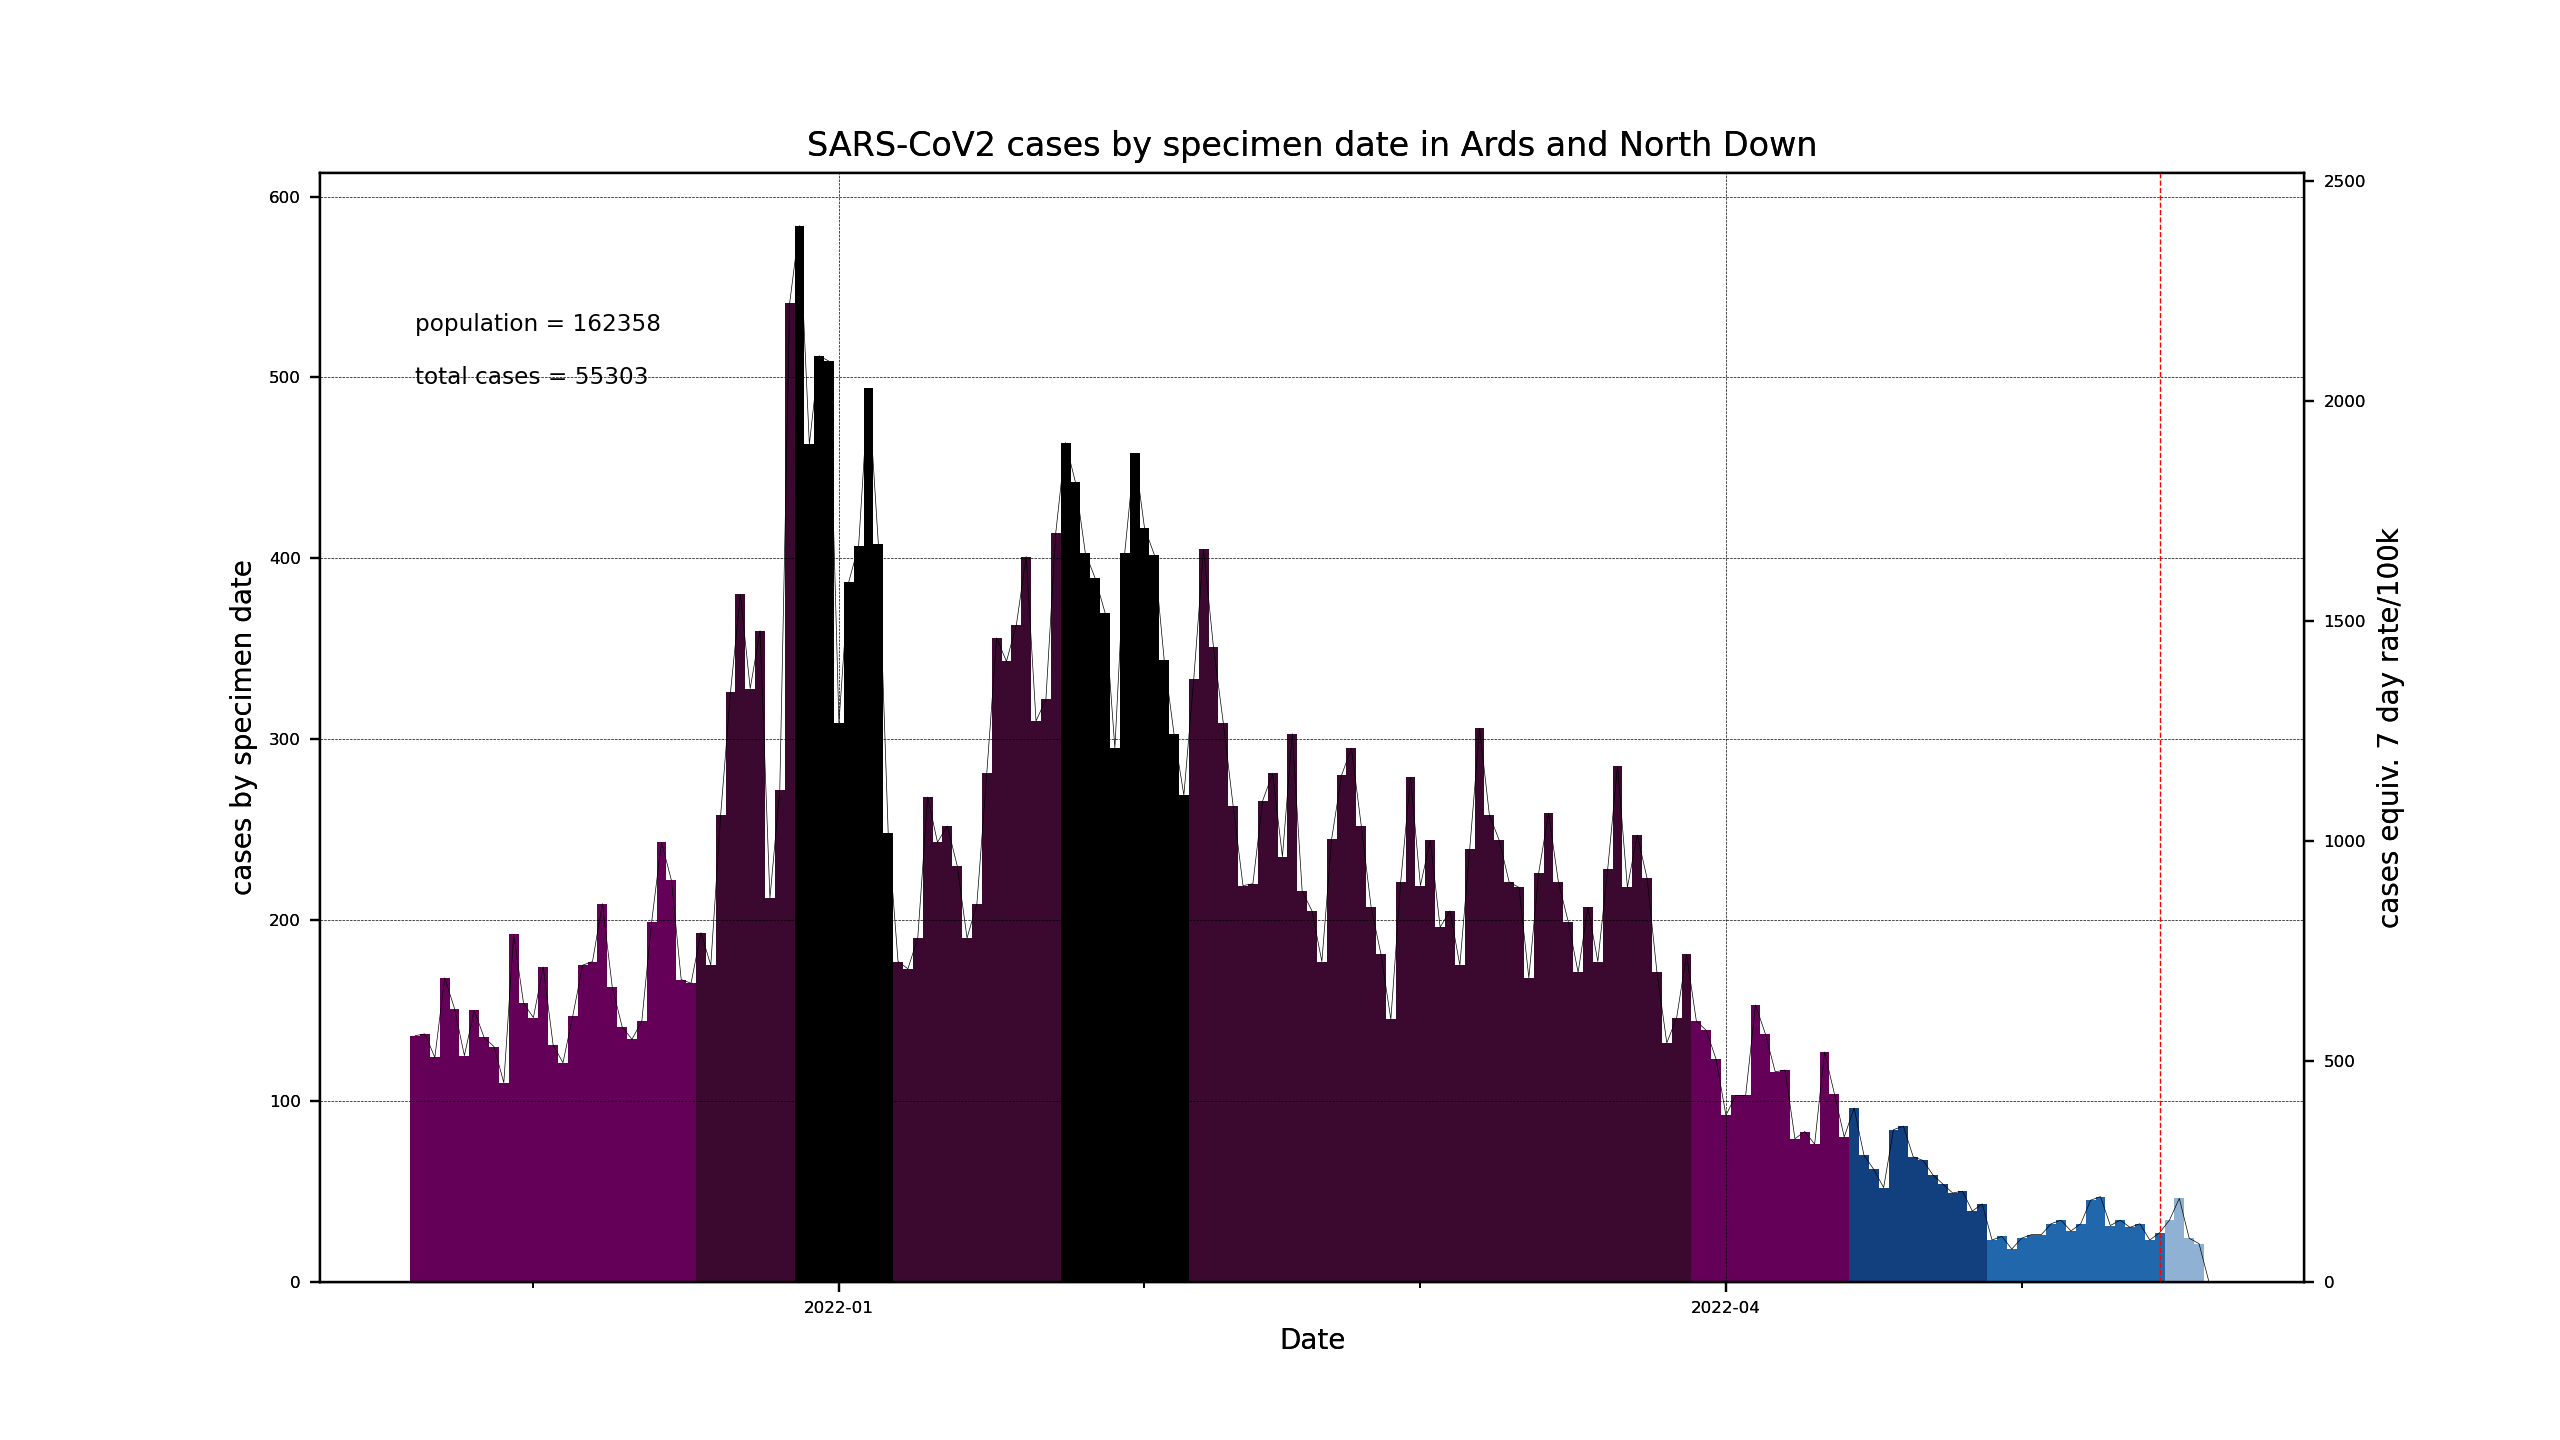 SARS-CoV2 cases by specimen date in Ards and North Down
population = 162358
total cases = 55303
cases by specimen date
600
500
400
300
200
100
0
2500
2000
1500
1000
500
0
cases equiv. 7 day rate/100k
2022-01
2022-04
Date